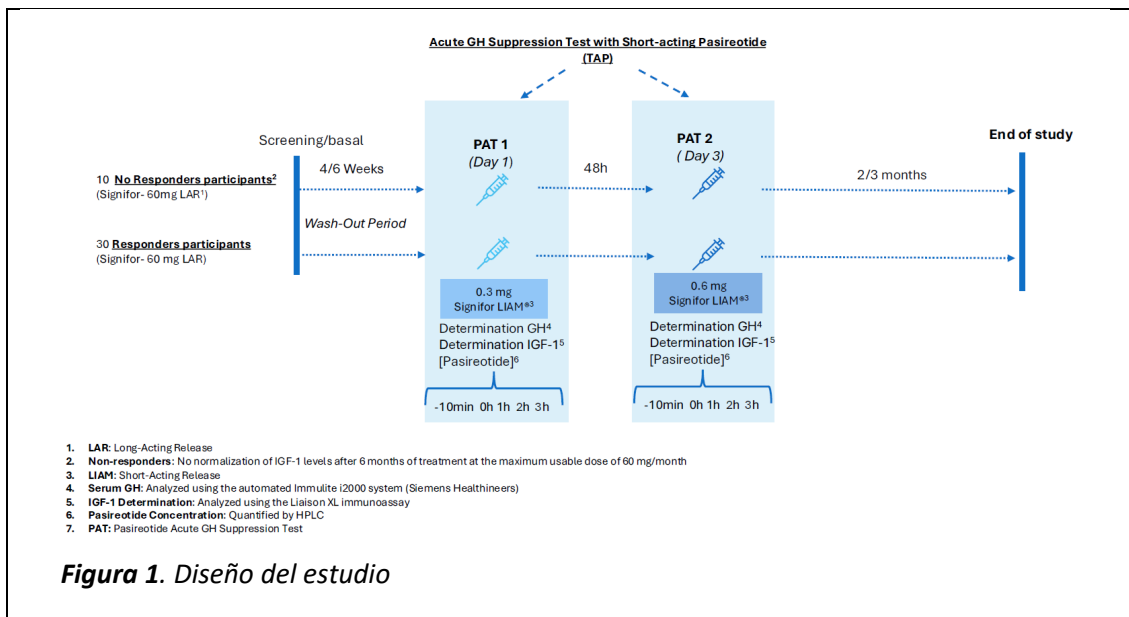 Acute GH Suppression Test with Short-acting Pasireotide
(TAP)
Screening/basal
4/6 Weeks
PAT 1
(Day 1)
48h
PAT 2
( Day 3)
2/3 months
End of study
10 No Responders participants²
(Signifor- 60mg LAR¹)
Wash-Out Period
30 Responders participants
(Signifor- 60 mg LAR)
0.3 mg
Signifor LIAM®³
0.6 mg
Signifor LIAM®³
Determination GH⁴
Determination IGF-1⁵
[Pasireotide]⁶
Determination GH⁴
Determination IGF-1⁵
[Pasireotide]⁶
-10min 0h 1h 2h 3h
-10min 0h 1h 2h 3h
1. LAR: Long-Acting Release
2. Non-responders: No normalization of IGF-1 levels after 6 months of treatment at the maximum usable dose of 60 mg/month
3. LIAM: Short-Acting Release
4. Serum GH: Analyzed using the automated Immulite i2000 system (Siemens Healthineers)
5. IGF-1 Determination: Analyzed using the Liaison XL immunoassay
6. Pasireotide Concentration: Quantified by HPLC
7. PAT: Pasireotide Acute GH Suppression Test
Figura 1. Diseño del estudio